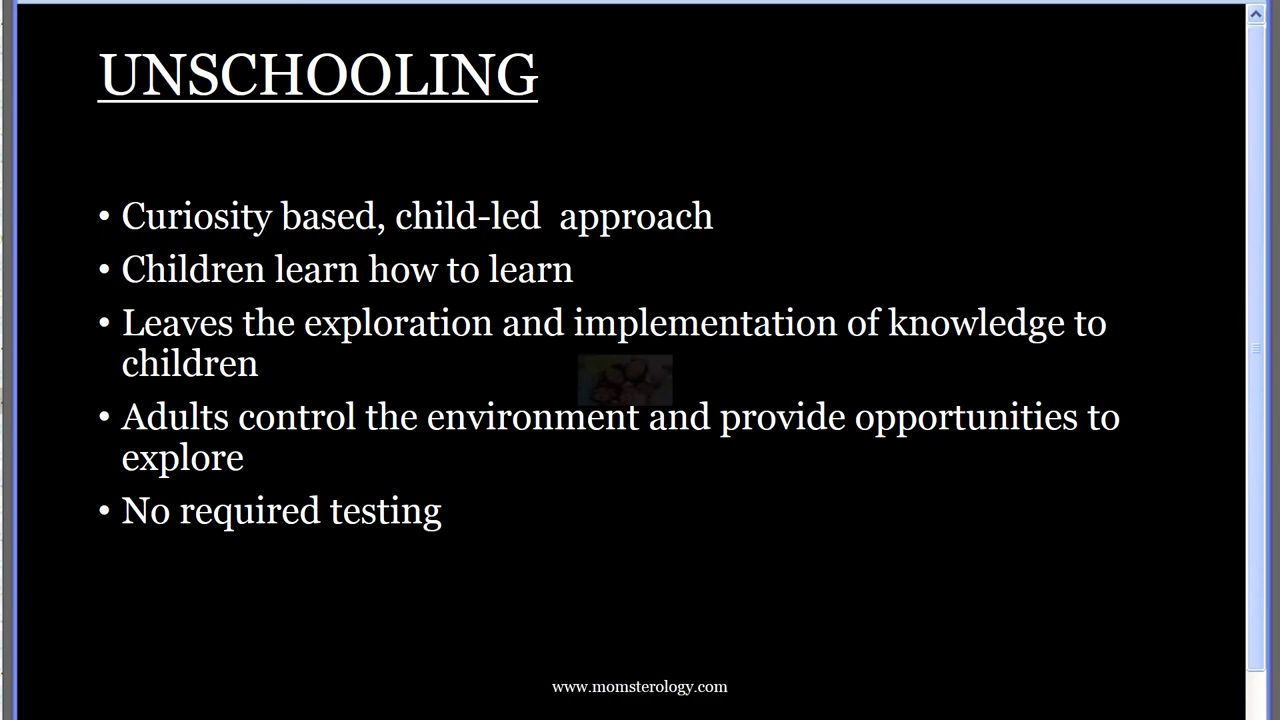 UNSCHOOLING
• Curiosity based, child-led  approach
• Children learn how to learn
• Leaves the exploration and implementation of knowledge to
children
• Adults control the environment and provide opportunities to
explore
• No required testing
www.momsterology.com